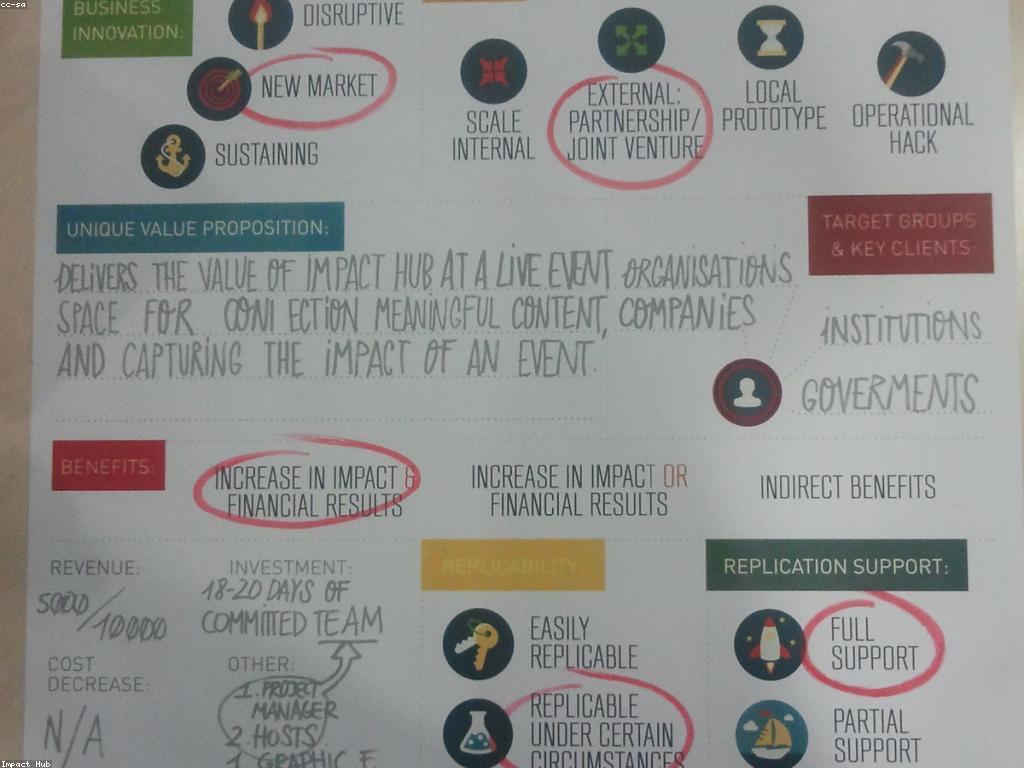 cc-sa
BUSINESS
INNOVATION:
DISRUPTIVE
NEW MARKET
SUSTAINING
SCALE
INTERNAL
EXTERNAL:
PARTNERSHIP/
JOINT VENTURE
LOCAL
PROTOTYPE
OPERATIONAL
HACK
UNIQUE VALUE PROPOSITION:
DELIVERS THE VALUE OF IMPACT HUB AT A LIVE EVENT
SPACE FOR CONNECTION MEANINGFUL CONTENT,
AND CAPTURING THE IMPACT OF AN EVENT.
TARGET GROUPS
& KEY CLIENTS:
ORGANISATIONS
COMPANIES
INSTITUTIONS
GOVERMENTS
BENEFITS:
INCREASE IN IMPACT &
FINANCIAL RESULTS
INCREASE IN IMPACT OR
FINANCIAL RESULTS
INDIRECT BENEFITS
REVENUE:
5000/10000
COST
DECREASE:
N/A
INVESTMENT:
18-20 DAYS OF
COMMITTED TEAM
OTHER:
1. PROJECT
MANAGER
2. HOSTS
1 GRAPHIC F.
REPLICABILITY:
EASILY
REPLICABLE
REPLICABLE
UNDER CERTAIN
CIRCUMSTANCES
REPLICATION SUPPORT:
FULL
SUPPORT
PARTIAL
SUPPORT
Impact Hub